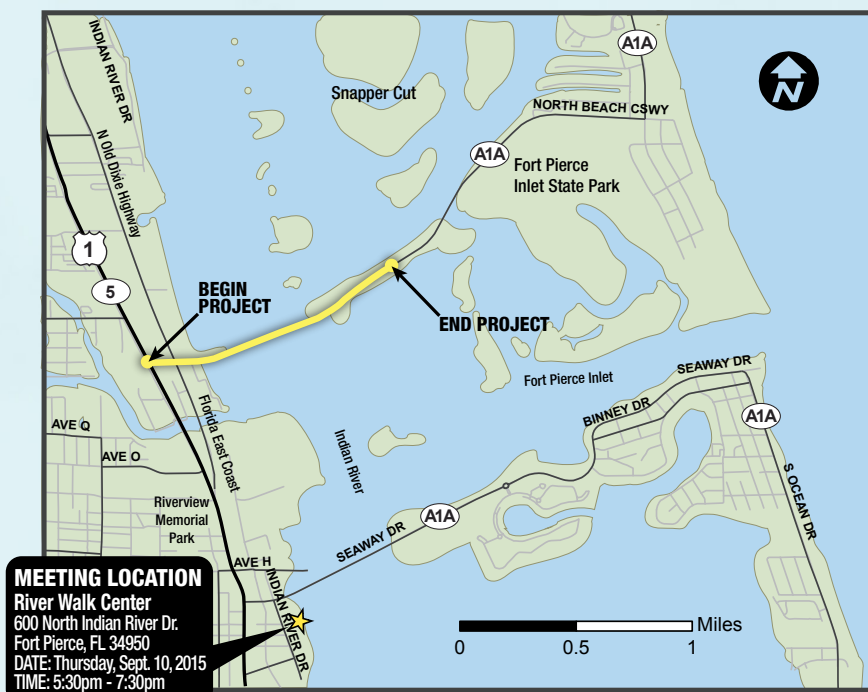 INDIAN RIVER DR
N Old Dixie Highway
Snapper Cut
A1A
N
NORTH BEACH CSWY
A1A
Fort Pierce
Inlet State Park
1
5
BEGIN
PROJECT
END PROJECT
Fort Pierce Inlet
SEAWAY DR
BINNEY DR
A1A
S OCEAN DR
AVE Q
AVE O
Florida East Coast
Indian River
Riverview
Memorial
Park
SEAWAY DR
A1A
AVE H
INDIAN RIVER DR
MEETING LOCATION
River Walk Center
600 North Indian River Dr.
Fort Pierce, FL 34950
DATE: Thursday, Sept. 10, 2015
TIME: 5:30pm - 7:30pm
Miles
0 0.5 1